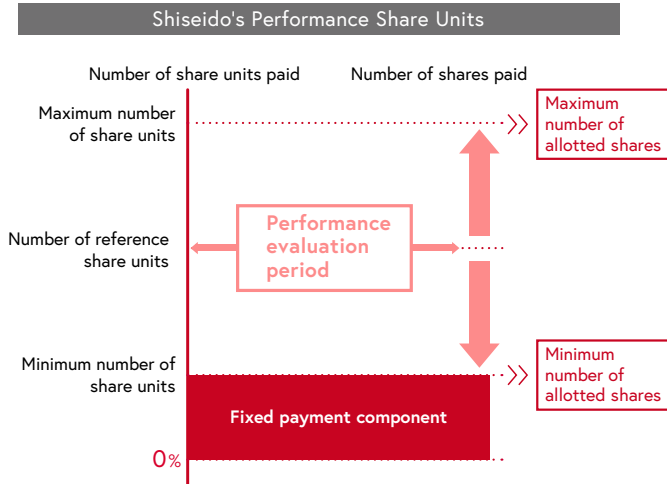 Shiseido's Performance Share Units
Number of share units paid
Number of shares paid
Maximum number
of share units
Maximum
number of
allotted shares
Number of reference
share units
Performance
evaluation
period
Minimum number of
share units
Minimum
number of
allotted shares
Fixed payment component
0%